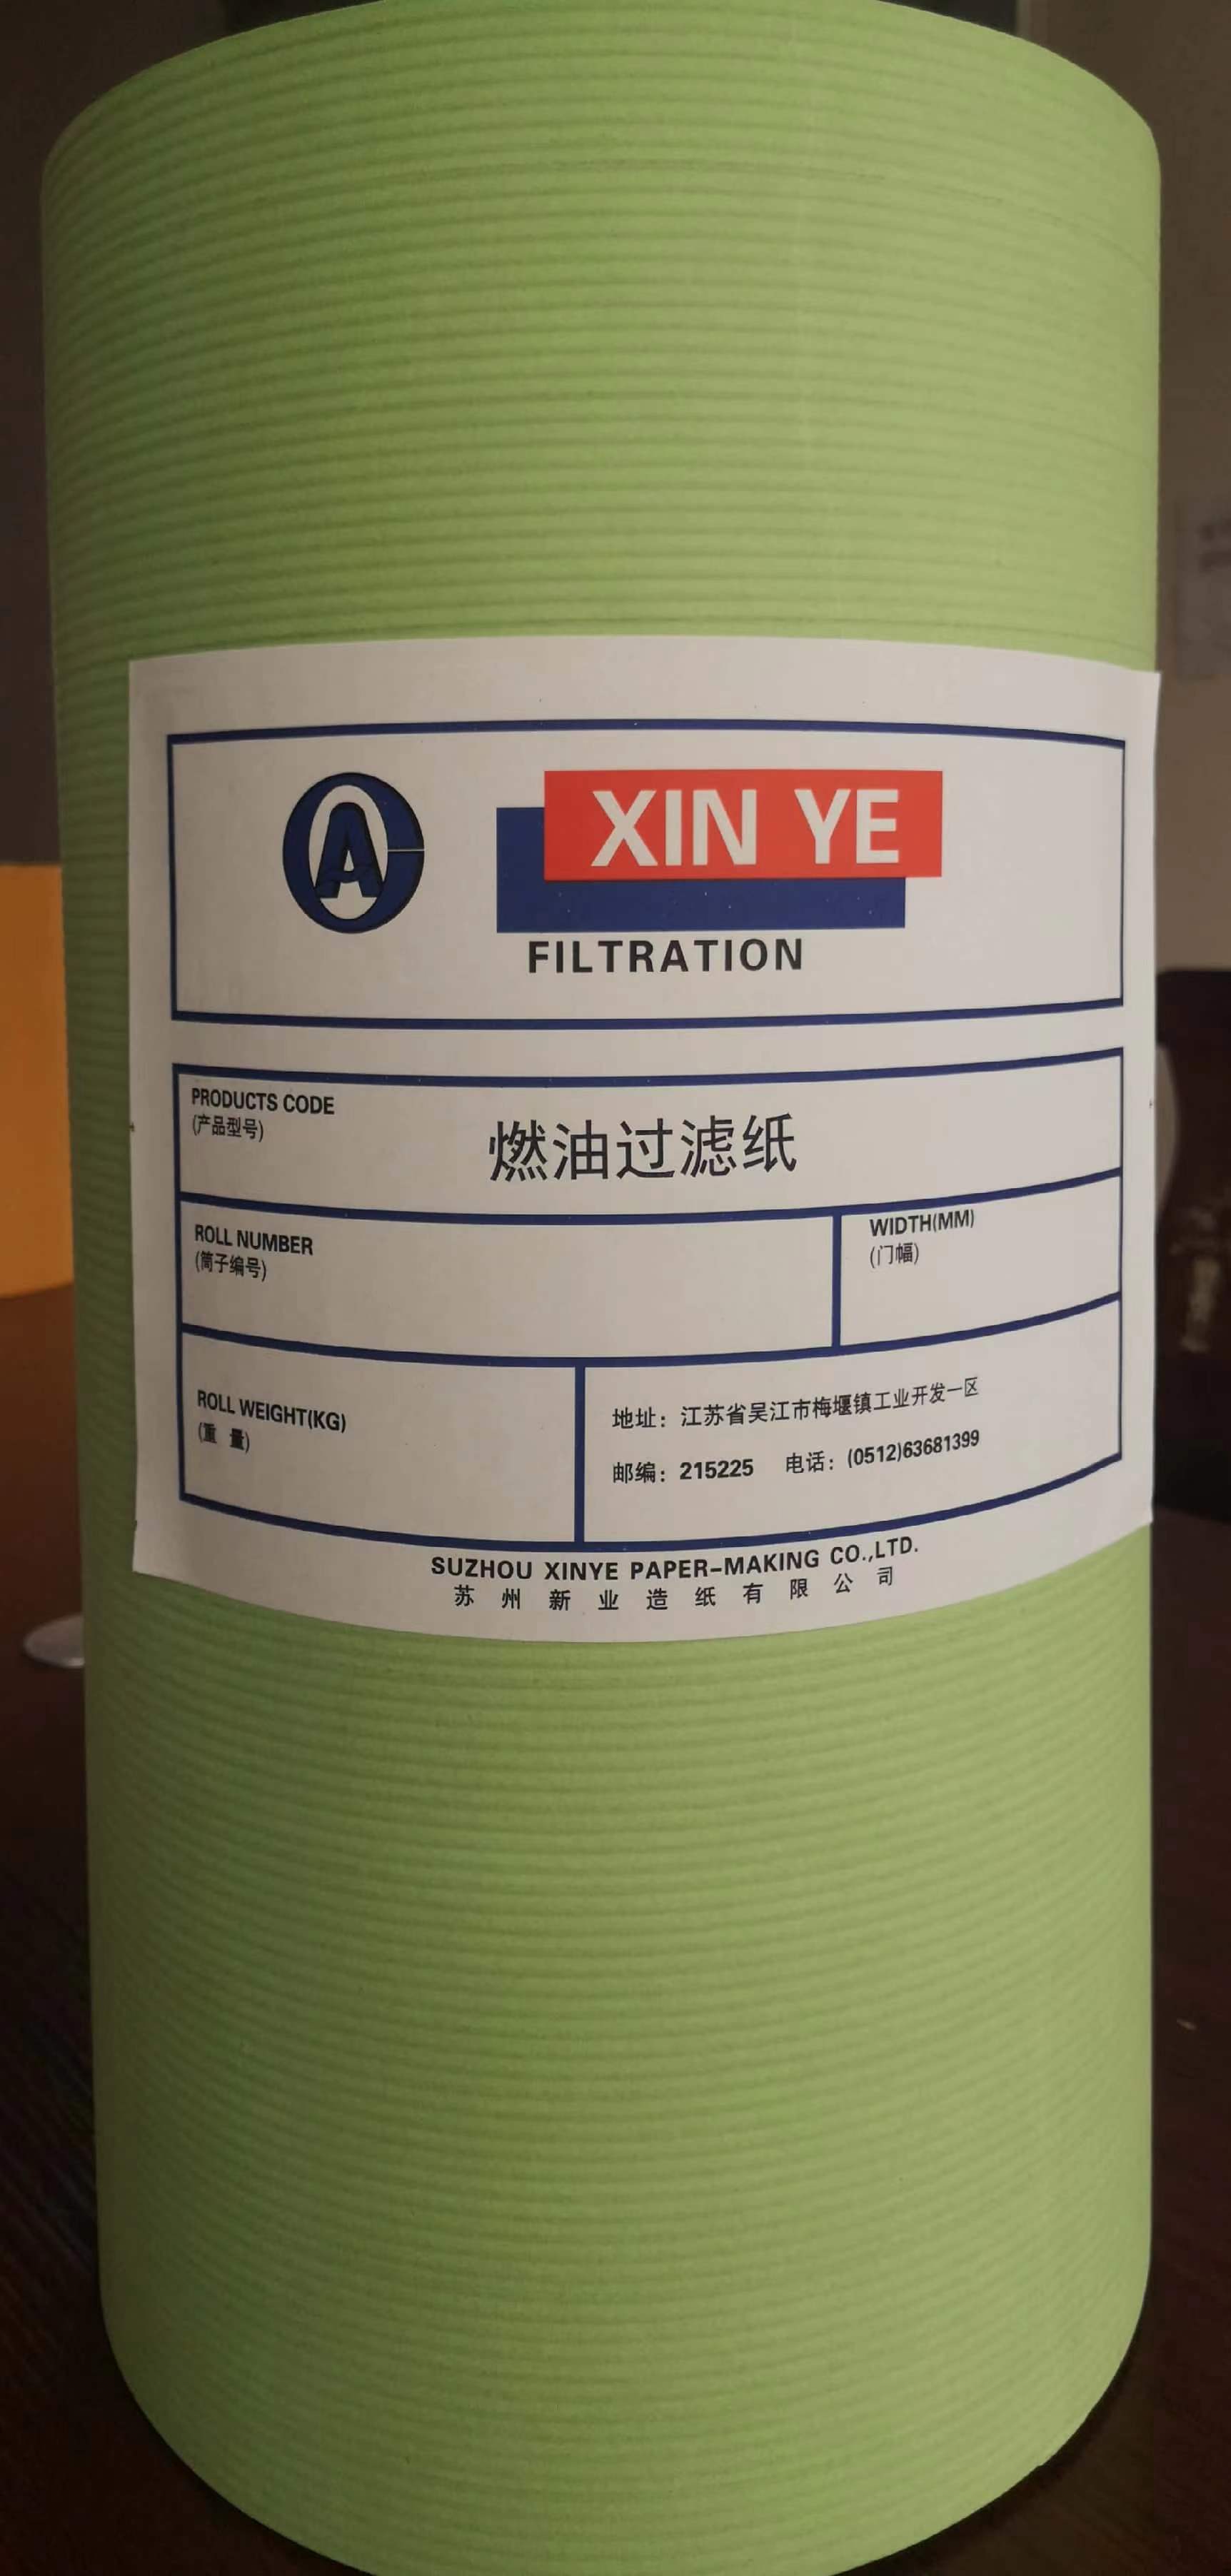 A
XIN YE
FILTRATION
PRODUCTS CODE
(产品型号)
燃油过滤纸
ROLL NUMBER
(筒子编号)
WIDTH(MM)
(门幅)
ROLL WEIGHT(KG)
(重 量)
地址：江苏省吴江市梅堰镇工业开发一区
邮编：215225 电话：(0512)63681399
SUZHOU XINYE PAPER-MAKING CO.,LTD.
苏州新业造纸有限公司